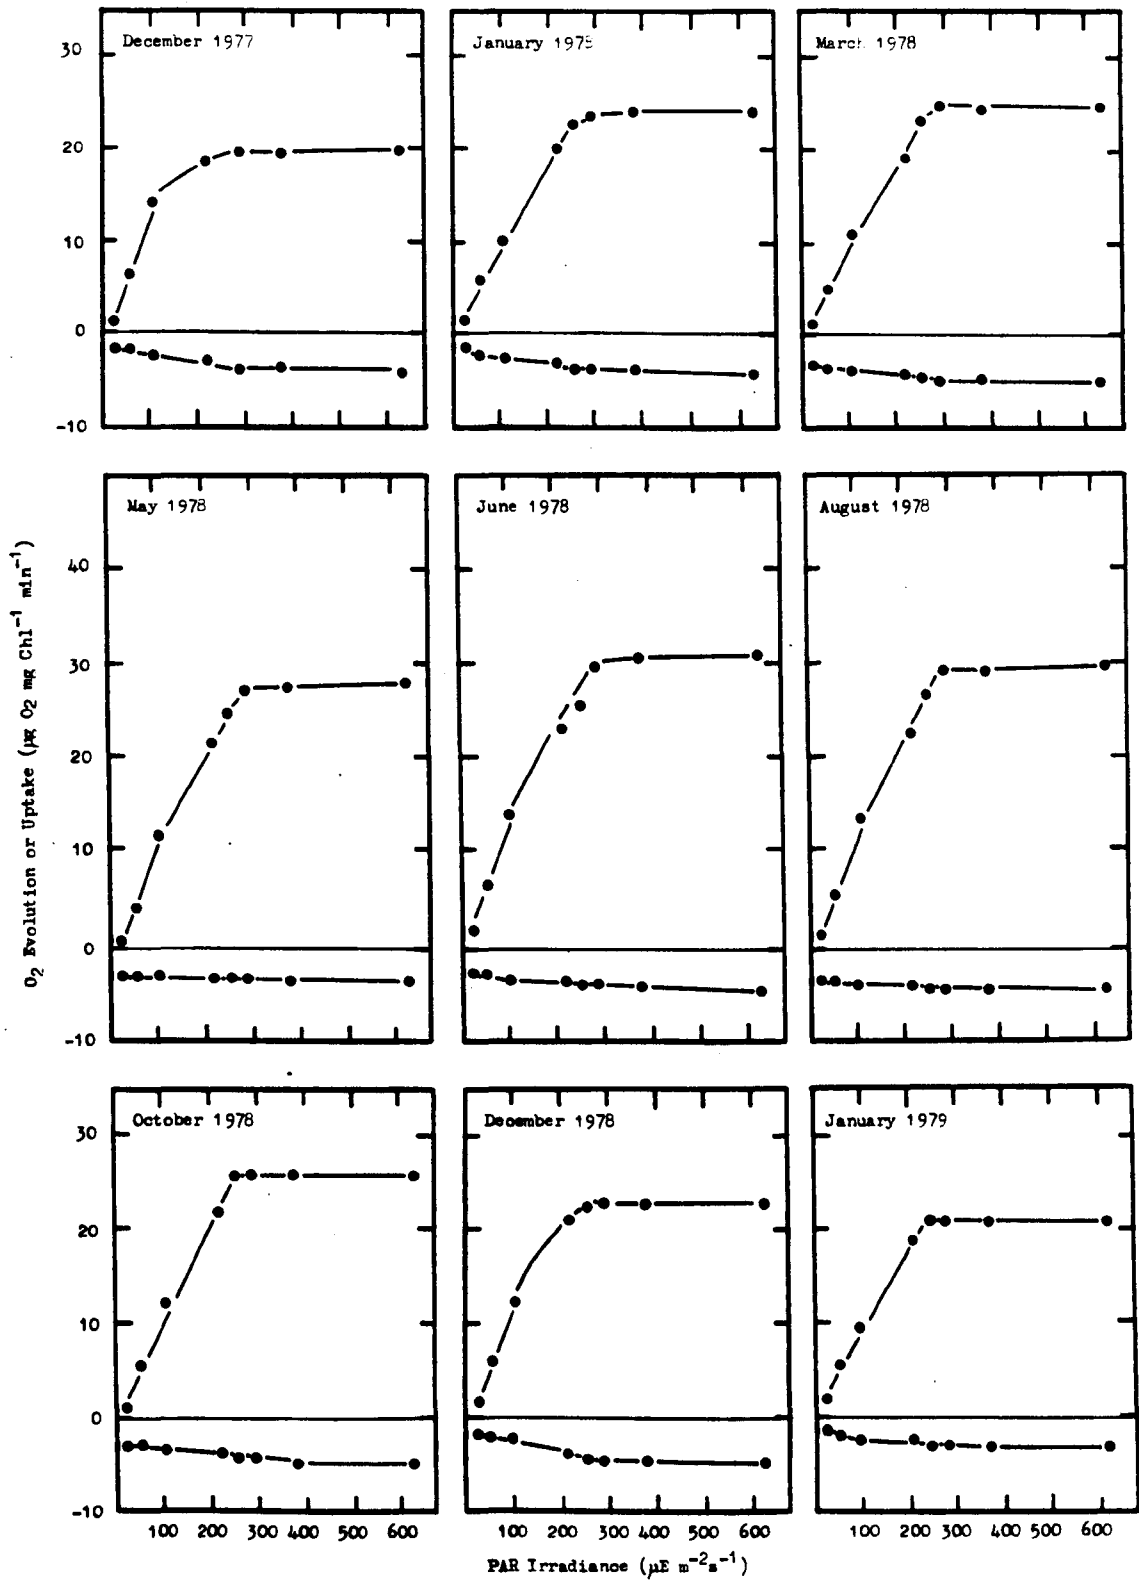 December 1977
January 1978
March 1978
30
20
10
0
-10
May 1978
June 1978
August 1978
40
30
20
10
0
-10
O2 Evolution or Uptake (µg O2 mg Chl-1 min-1)
October 1978
December 1978
January 1979
30
20
10
0
-10
100 200 300 400 500 600
100 200 300 400 500 600
100 200 300 400 500 600
PAR Irradiance (µE m-2s-1)